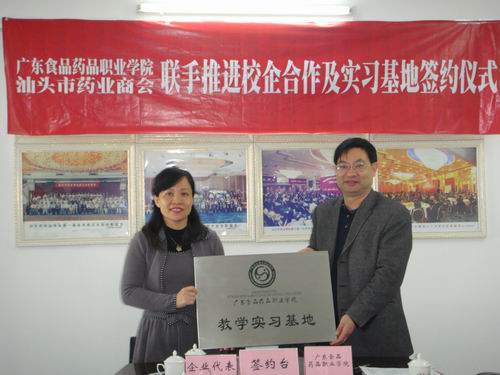 广东食品药品职业学院
汕头市药业商会
联手推进校企合作及实习基地签约仪式
广东食品药品职业学院
教学实习基地
企业代表
签约台
广东食品
药品职业学院